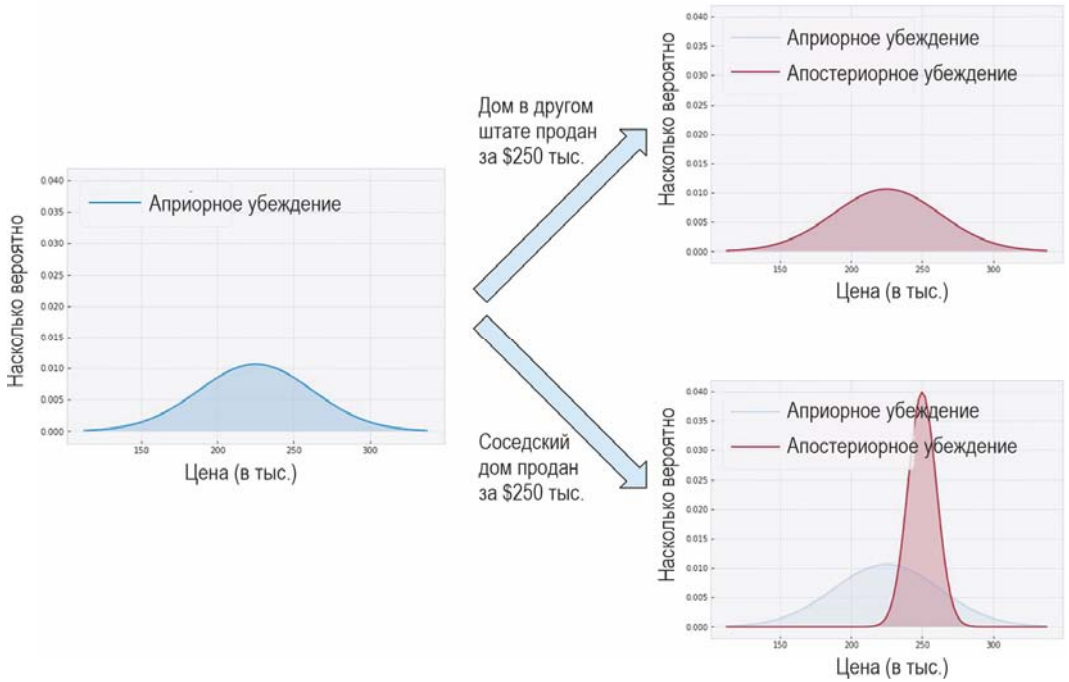 Насколько вероятно
0.040
0.035
0.030
0.025
0.020
0.015
0.010
0.005
0.000
Априорное убеждение
150
200
250
300
Цена (в тыс.)
Дом в другом
штате продан
за $250 тыс.
Насколько вероятно
0.040
0.035
0.030
0.025
0.020
0.015
0.010
0.005
0.000
Априорное убеждение
Апостериорное убеждение
150
200
250
300
Цена (в тыс.)
Соседский
дом продан
за $250 тыс.
Насколько вероятно
0.040
0.035
0.030
0.025
0.020
0.015
0.010
0.005
0.000
Априорное убеждение
Апостериорное убеждение
150
200
250
300
Цена (в тыс.)